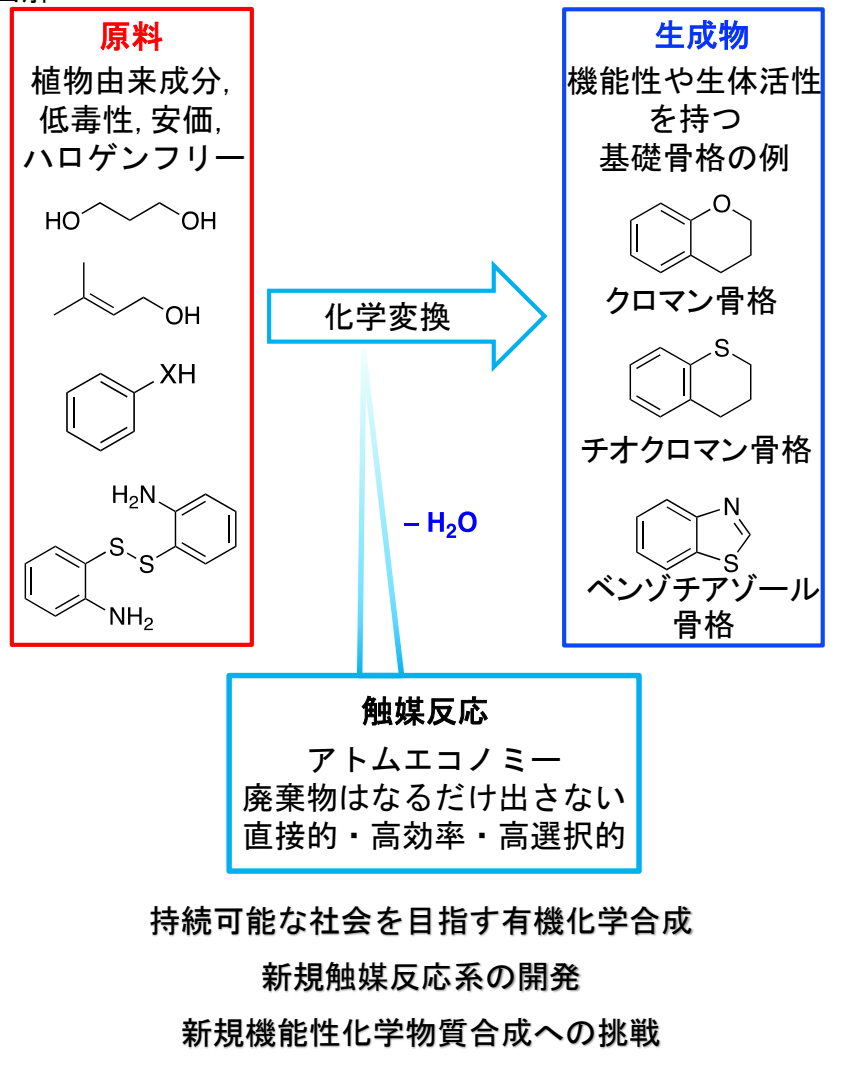 原料
植物由来成分,
低毒性, 安価,
ハロゲンフリー
HO
OH
OH
XH
H2N
S
S
NH2
化学変換
– H2O
生成物
機能性や生体活性
を持つ
基礎骨格の例
O
クロマン骨格
S
チオクロマン骨格
N
S
ベンゾチアゾール
骨格
触媒反応
アトムエコノミー
廃棄物はなるだけ出さない
直接的・高効率・高選択的
持続可能な社会を目指す有機化学合成
新規触媒反応系の開発
新規機能性化学物質合成への挑戦